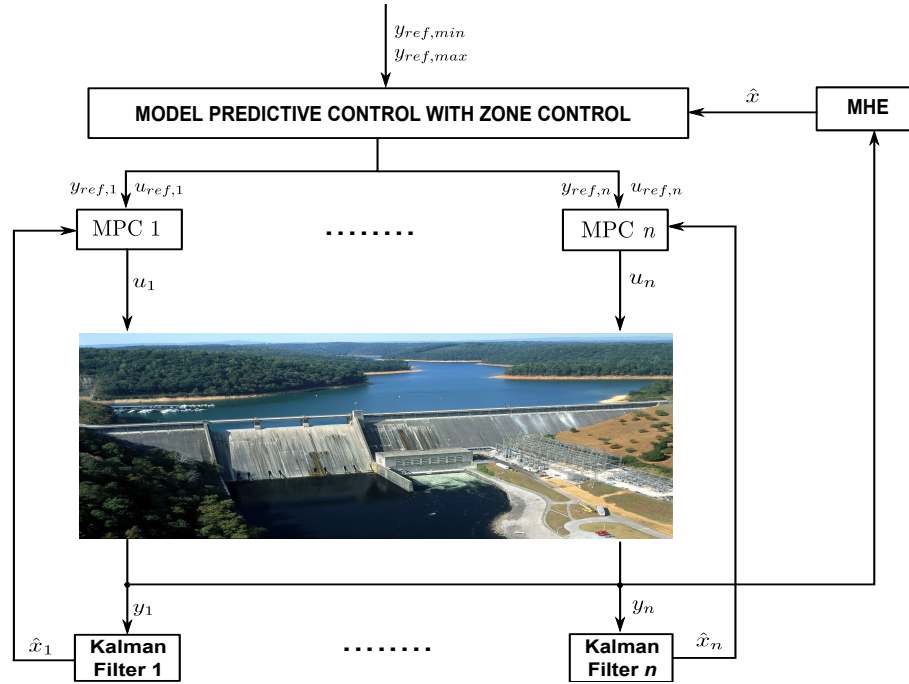 y_{ref,min}
y_{ref,max}
MODEL PREDICTIVE CONTROL WITH ZONE CONTROL
x̂
MHE
y_{ref,1} u_{ref,1}
y_{ref,n} u_{ref,n}
MPC 1
........
MPC n
u_1
u_n
y_1
y_n
x̂_1
Kalman
Filter 1
........
Kalman
Filter n
x̂_n